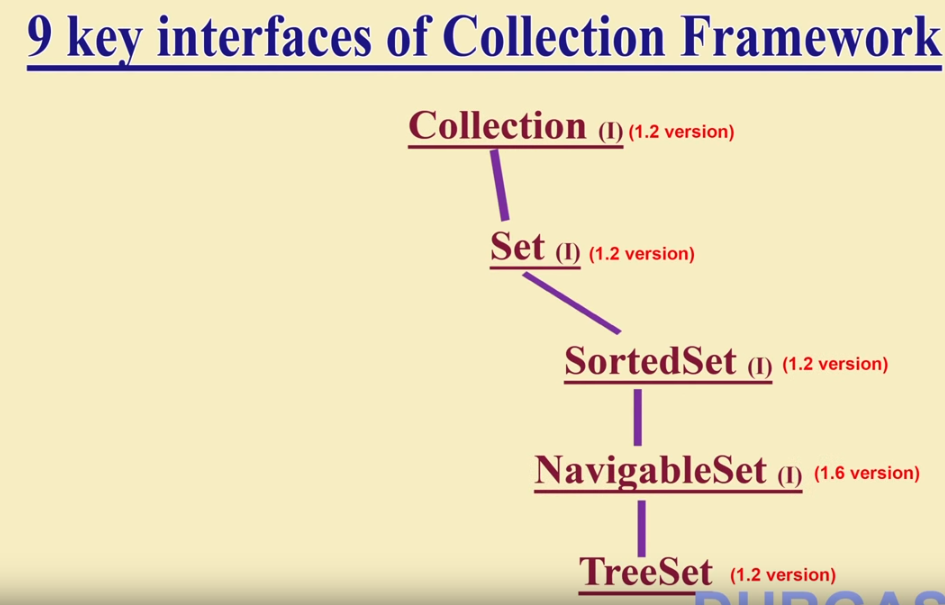 9 key interfaces of Collection Framework
Collection (I) (1.2 version)
Set (I) (1.2 version)
SortedSet (I) (1.2 version)
NavigableSet (I) (1.6 version)
TreeSet (1.2 version)